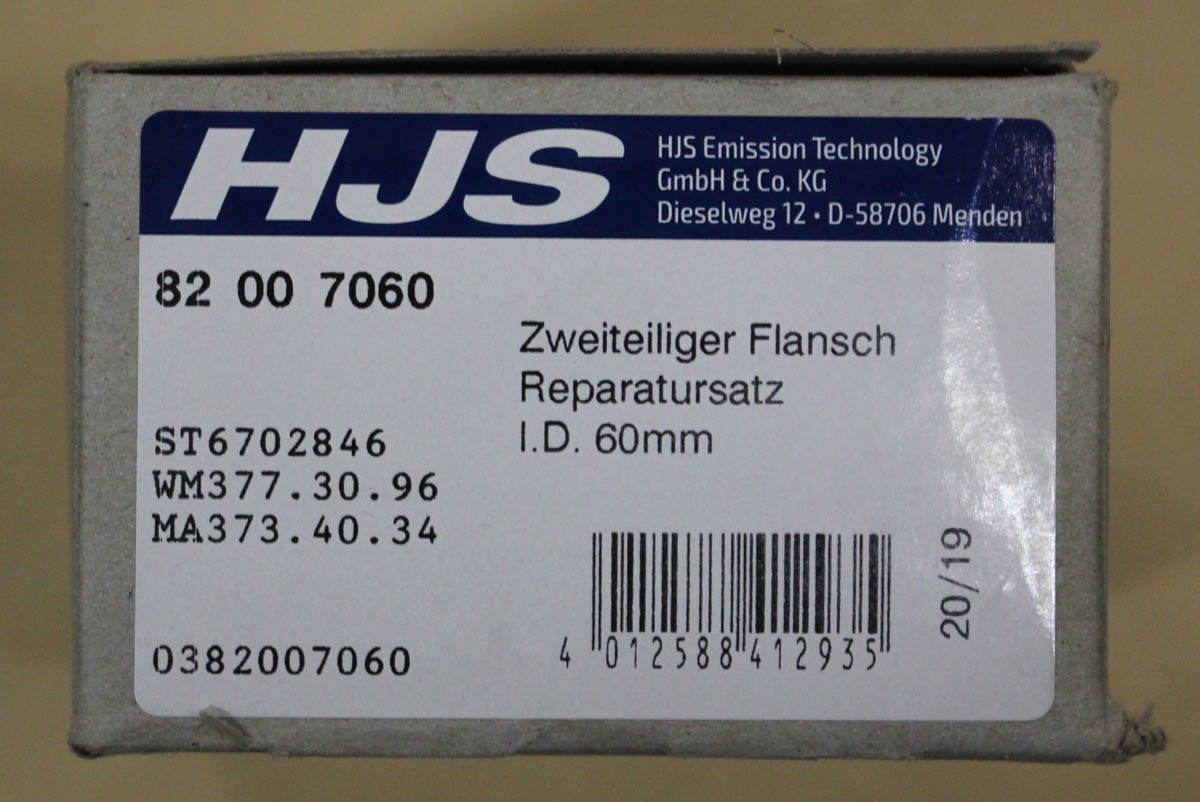 HJS
HJS Emission Technology
GmbH & Co. KG
Dieselweg 12 · D-58706 Menden
82 00 7060
Zweiteiliger Flansch
Reparatursatz
I.D. 60mm
ST6702846
WM377.30.96
MA373.40.34
0382007060
4 012588 412935
20/19